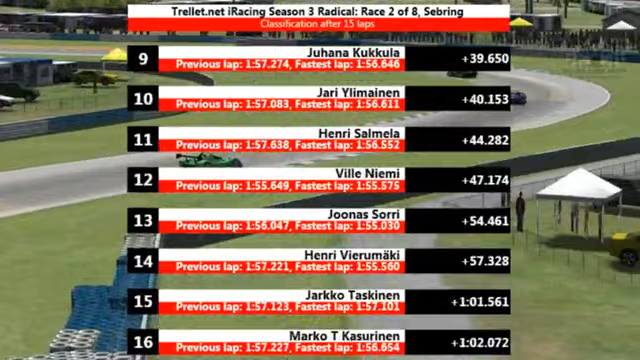 Trellet.net iRacing Season 3 Radical: Race 2 of 8, Sebring
Classification after 15 laps
9 Juhana Kukkula +39.650
Previous lap: 1:57.274, Fastest lap: 1:56.646
10 Jari Ylimainen +40.153
Previous lap: 1:57.083, Fastest lap: 1:56.611
11 Henri Salmela +44.282
Previous lap: 1:57.638, Fastest lap: 1:56.552
12 Ville Niemi +47.174
Previous lap: 1:55.649, Fastest lap: 1:55.575
13 Joonas Sorri +54.461
Previous lap: 1:56.047, Fastest lap: 1:55.030
14 Henri Vierumäki +57.328
Previous lap: 1:57.221, Fastest lap: 1:55.560
15 Jarkko Taskinen +1:01.561
Previous lap: 1:57.123, Fastest lap: 1:57.101
16 Marko T Kasurinen +1:02.072
Previous lap: 1:57.227, Fastest lap: 1:56.654